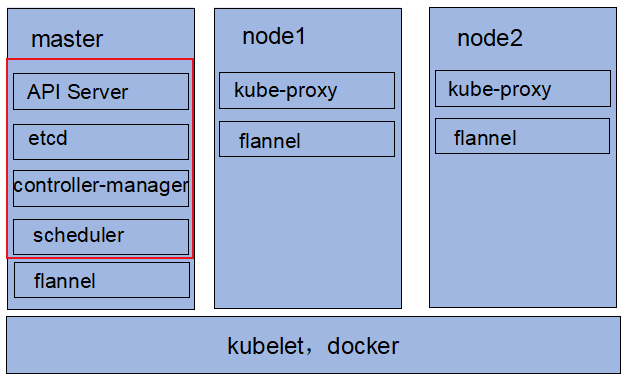 master
API Server
etcd
controller-manager
scheduler
flannel
node1
kube-proxy
flannel
node2
kube-proxy
flannel
kubelet，docker